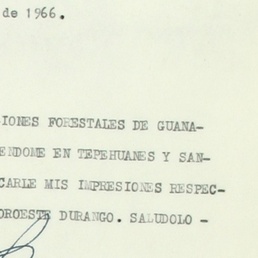 de 1966.
IONES FORESTALES DE GUANA-
ENDOME EN TEPEHUANES Y SAN-
CARLE MIS IMPRESIONES RESPEC-
OROESTE DURANGO. SALUDOLO -